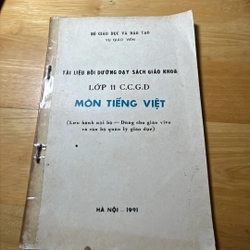 BỘ GIÁO DỤC VÀ ĐÀO TẠO
VỤ GIÁO VIÊN
TÀI LIỆU BỒI DƯỠNG DẠY SÁCH GIÁO KHOA
LỚP 11 C.C.G.D
MÔN TIẾNG VIỆT
(Lưu hành nội bộ — Dùng cho giáo viên
và cán bộ quản lý giáo dục)
HÀ NỘI - 1991